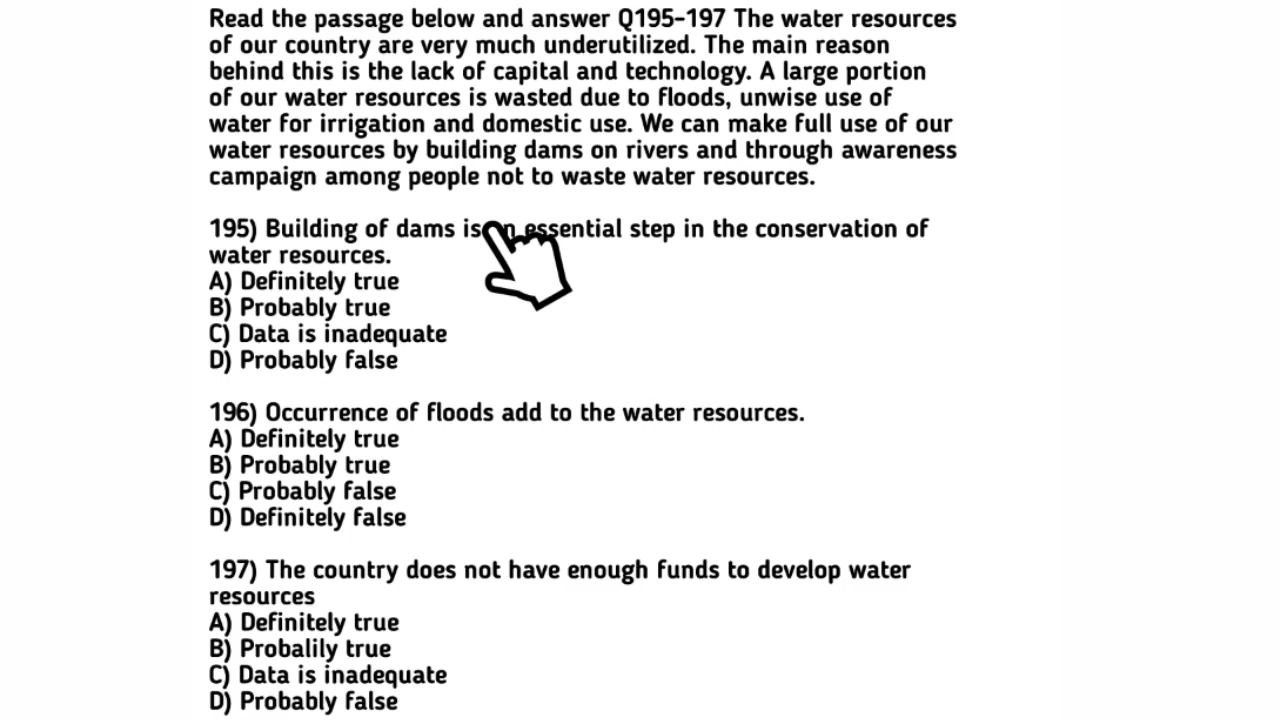 Read the passage below and answer Q195-197 The water resources
of our country are very much underutilized. The main reason
behind this is the lack of capital and technology. A large portion
of our water resources is wasted due to floods, unwise use of
water for irrigation and domestic use. We can make full use of our
water resources by building dams on rivers and through awareness
campaign among people not to waste water resources.
195) Building of dams is an essential step in the conservation of
water resources.
A) Definitely true
B) Probably true
C) Data is inadequate
D) Probably false
196) Occurrence of floods add to the water resources.
A) Definitely true
B) Probably true
C) Probably false
D) Definitely false
197) The country does not have enough funds to develop water
resources
A) Definitely true
B) Probalily true
C) Data is inadequate
D) Probably false